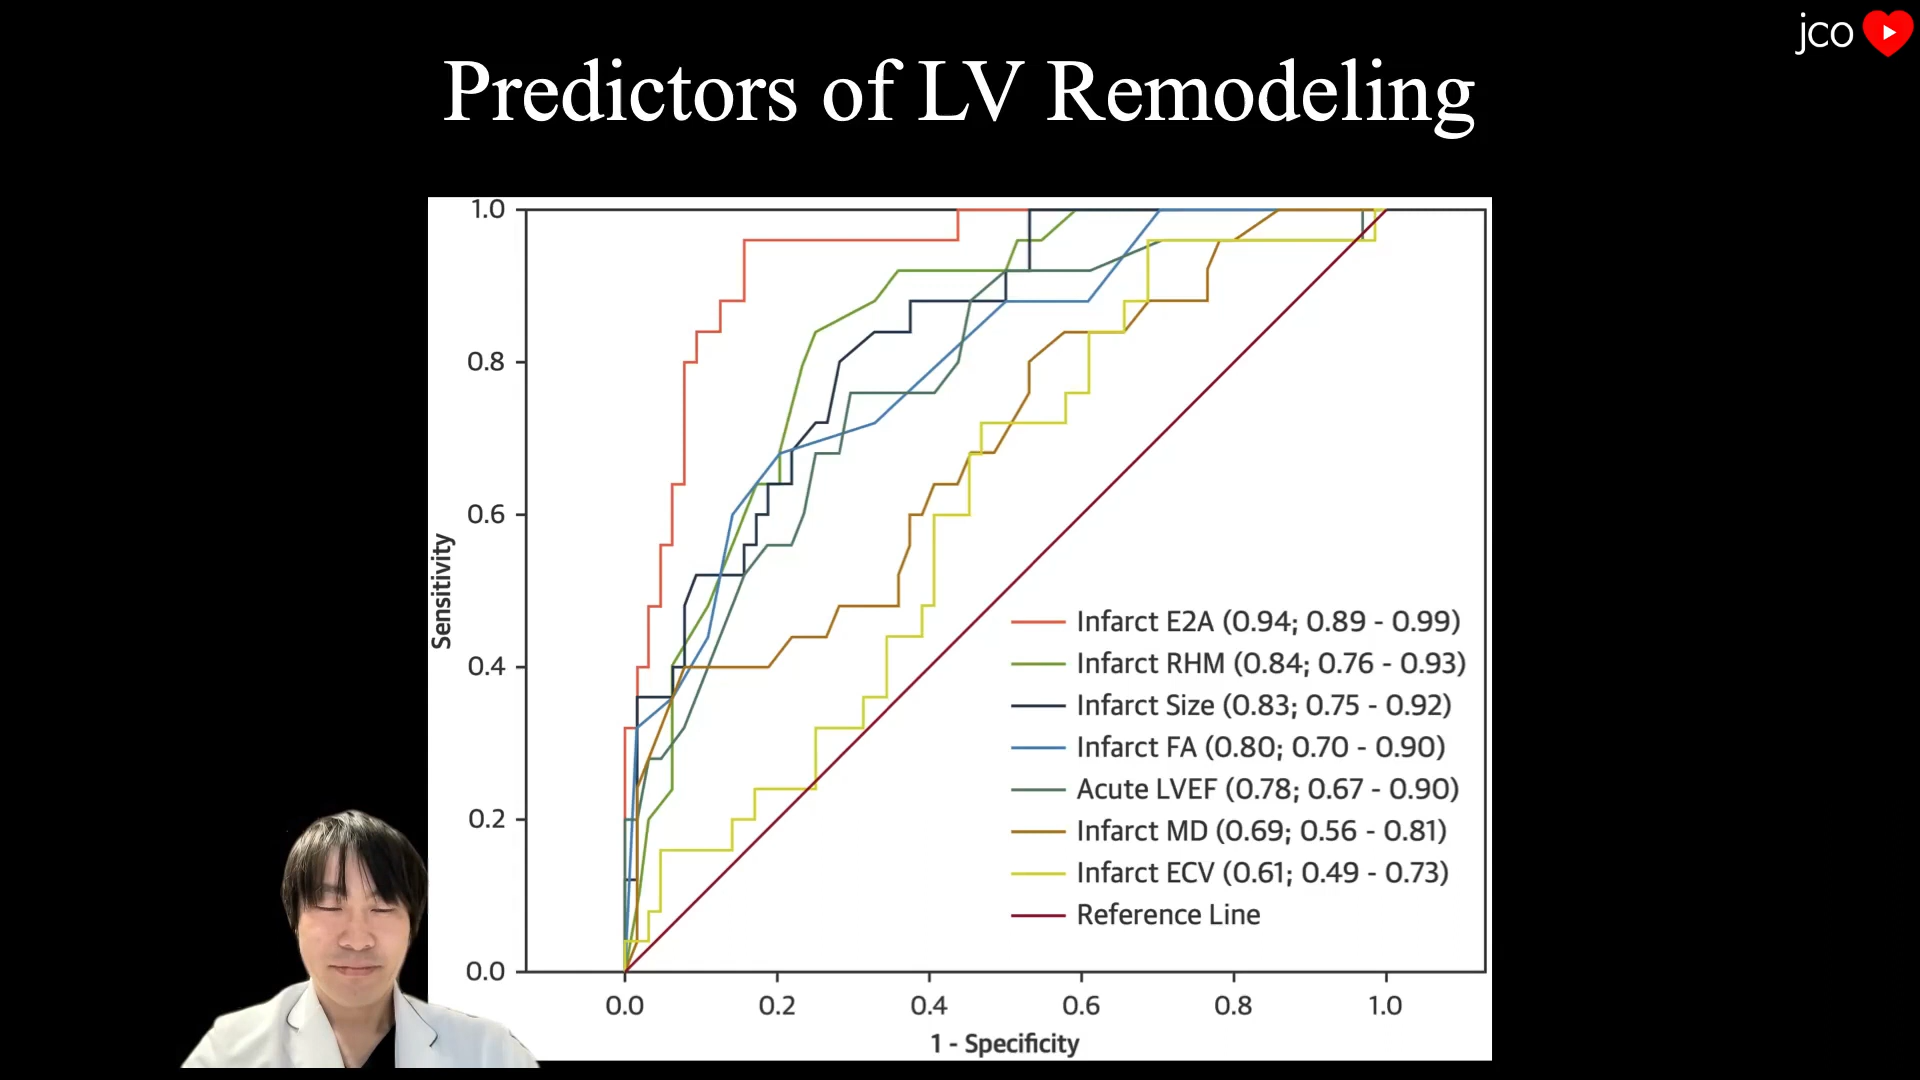 jco
Predictors of LV Remodeling
1.0
0.8
0.6
0.4
0.2
0.0
Sensitivity
Infarct E2A (0.94; 0.89 - 0.99)
Infarct RHM (0.84; 0.76 - 0.93)
Infarct Size (0.83; 0.75 - 0.92)
Infarct FA (0.80; 0.70 - 0.90)
Acute LVEF (0.78; 0.67 - 0.90)
Infarct MD (0.69; 0.56 - 0.81)
Infarct ECV (0.61; 0.49 - 0.73)
Reference Line
0.0 0.2 0.4 0.6 0.8 1.0
1 - Specificity